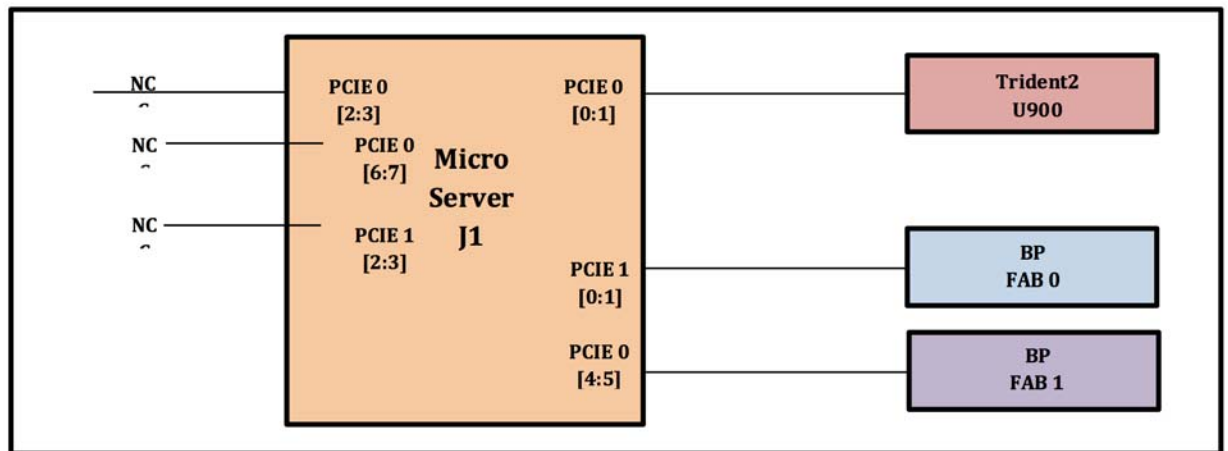 NC
PCIE 0
[2:3]
NC
PCIE 0
[6:7]
NC
PCIE 1
[2:3]
Micro
Server
J1
PCIE 0
[0:1]
PCIE 1
[0:1]
PCIE 0
[4:5]
Trident2
U900
BP
FAB 0
BP
FAB 1